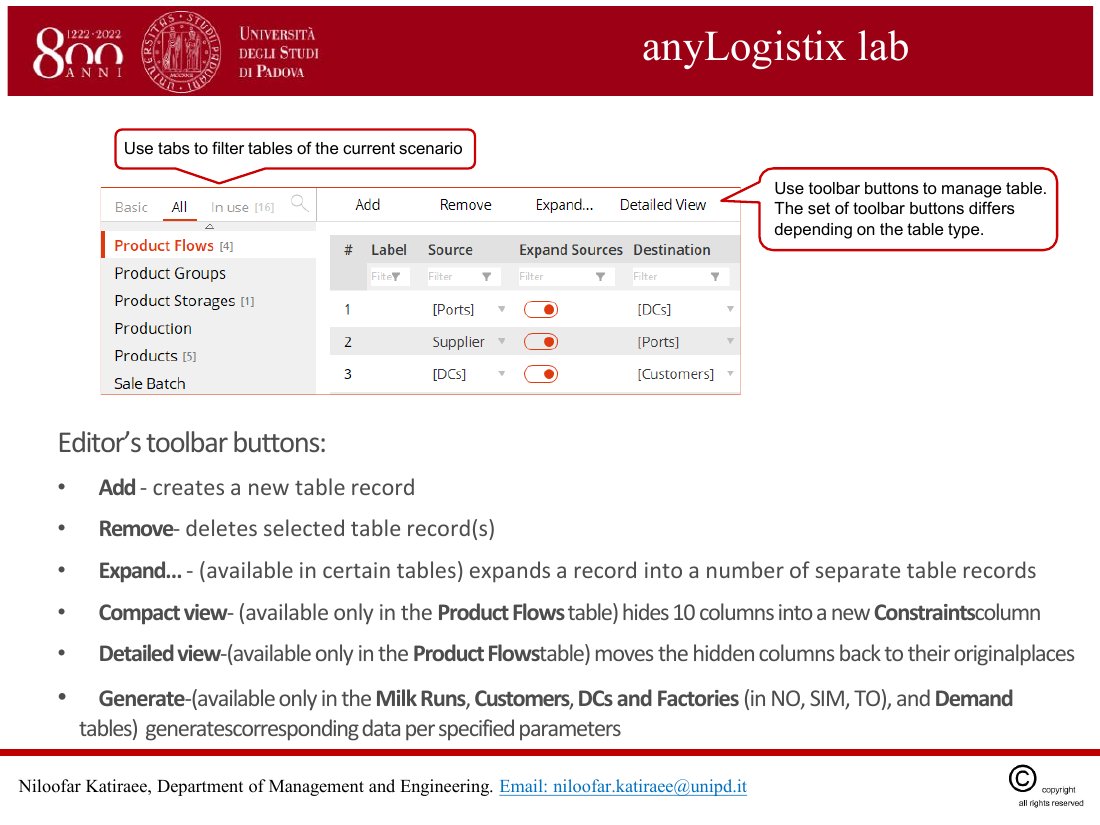 1222·2022
800
ANNI
UNIVERSITÀ
DEGLI STUDI
DI PADOVA
anyLogistix lab
Use tabs to filter tables of the current scenario
Use toolbar buttons to manage table.
The set of toolbar buttons differs
depending on the table type.
Basic All In use [16]
Add Remove Expand... Detailed View
Product Flows [4]
Product Groups
Product Storages [1]
Production
Products [5]
Sale Batch
# Label Source Expand Sources Destination
Filte Filter Filter Filter
1 [Ports] [DCs]
2 Supplier [Ports]
3 [DCs] [Customers]
Editor's toolbar buttons:
• Add - creates a new table record
• Remove- deletes selected table record(s)
• Expand... - (available in certain tables) expands a record into a number of separate table records
• Compact view- (available only in the Product Flows table) hides 10 columns into a new Constraintscolumn
• Detailed view-(available only in the Product Flowstable) moves the hidden columns back to their originalplaces
• Generate-(available only in the Milk Runs, Customers, DCs and Factories (in NO, SIM, TO), and Demand
tables) generatescorresponding data per specified parameters
Niloofar Katiraee, Department of Management and Engineering. Email: niloofar.katiraee@unipd.it
© copyright
all rights reserved